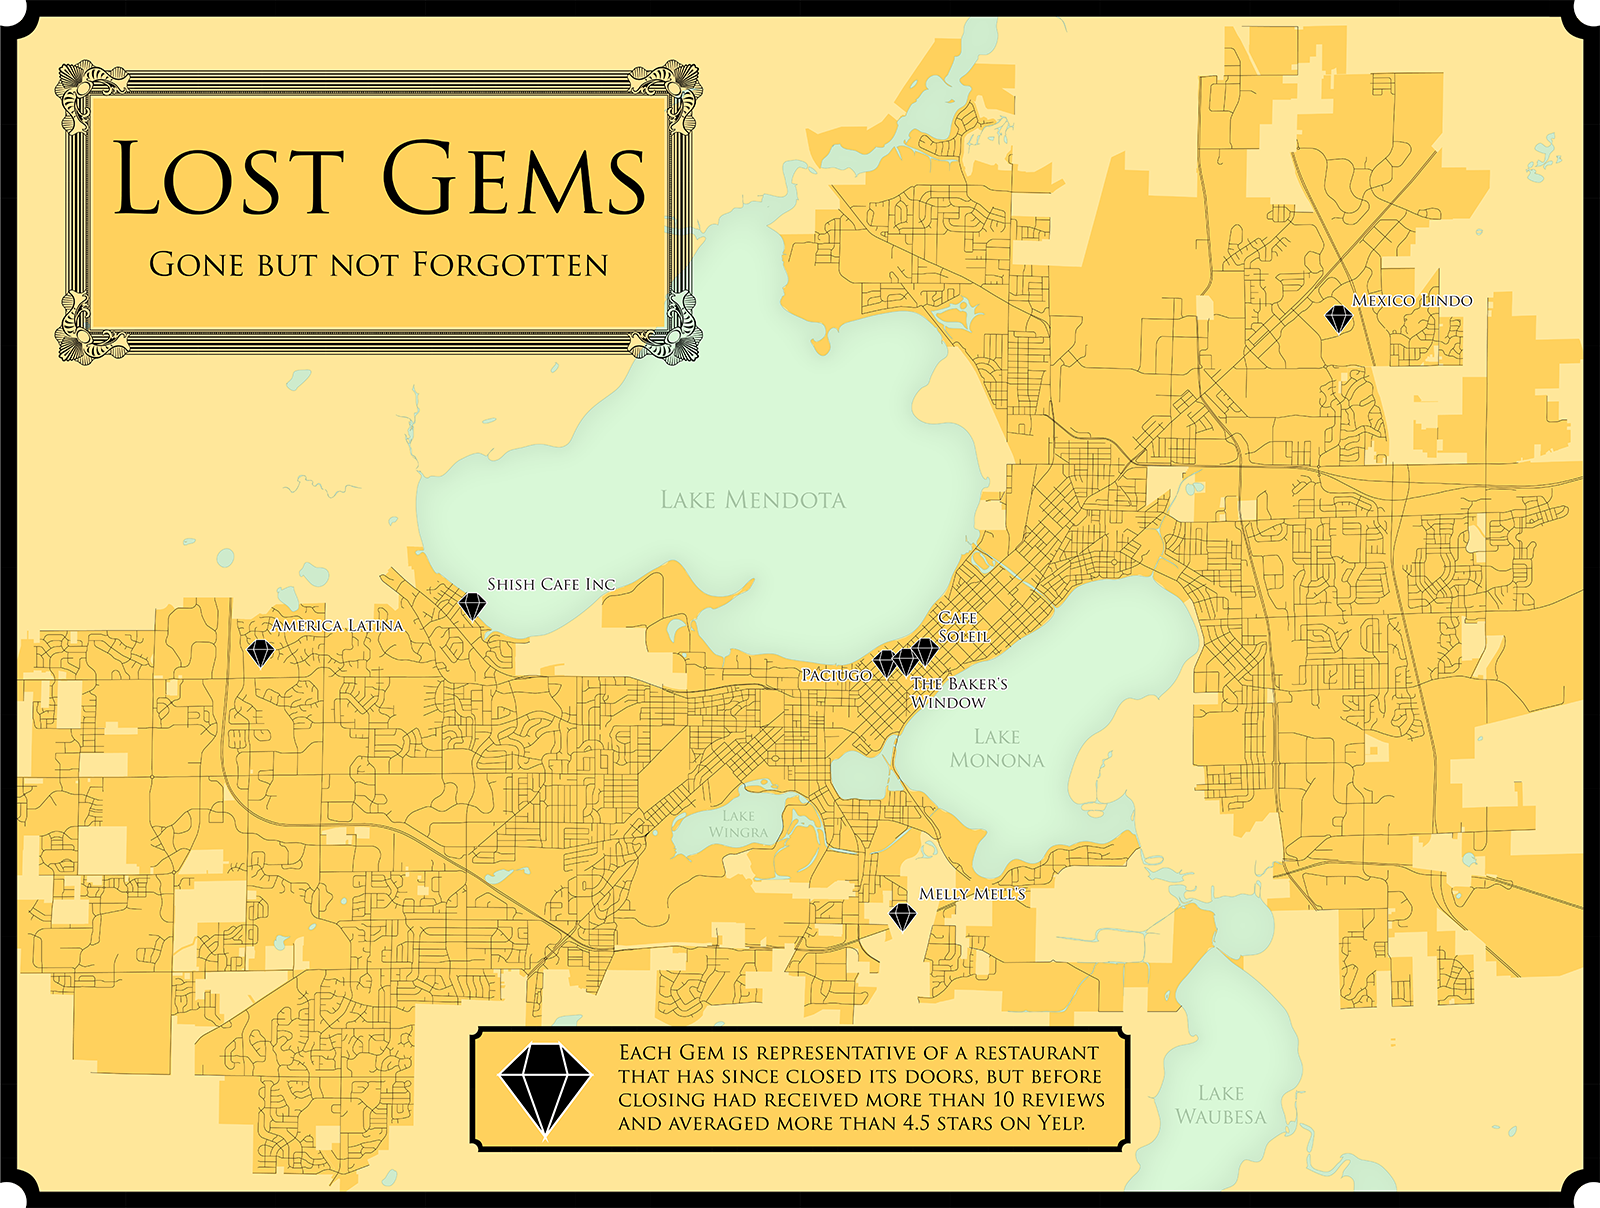 Lost Gems
Gone but not Forgotten
Mexico Lindo
Lake Mendota
Shish Cafe Inc
America Latina
Cafe
Soleil
Paciugo
The Baker's
Window
Lake
Monona
Lake
Wingra
Melly Mell's
Each Gem is representative of a restaurant
that has since closed its doors, but before
closing had received more than 10 reviews
and averaged more than 4.5 stars on Yelp.
Lake
Waubesa